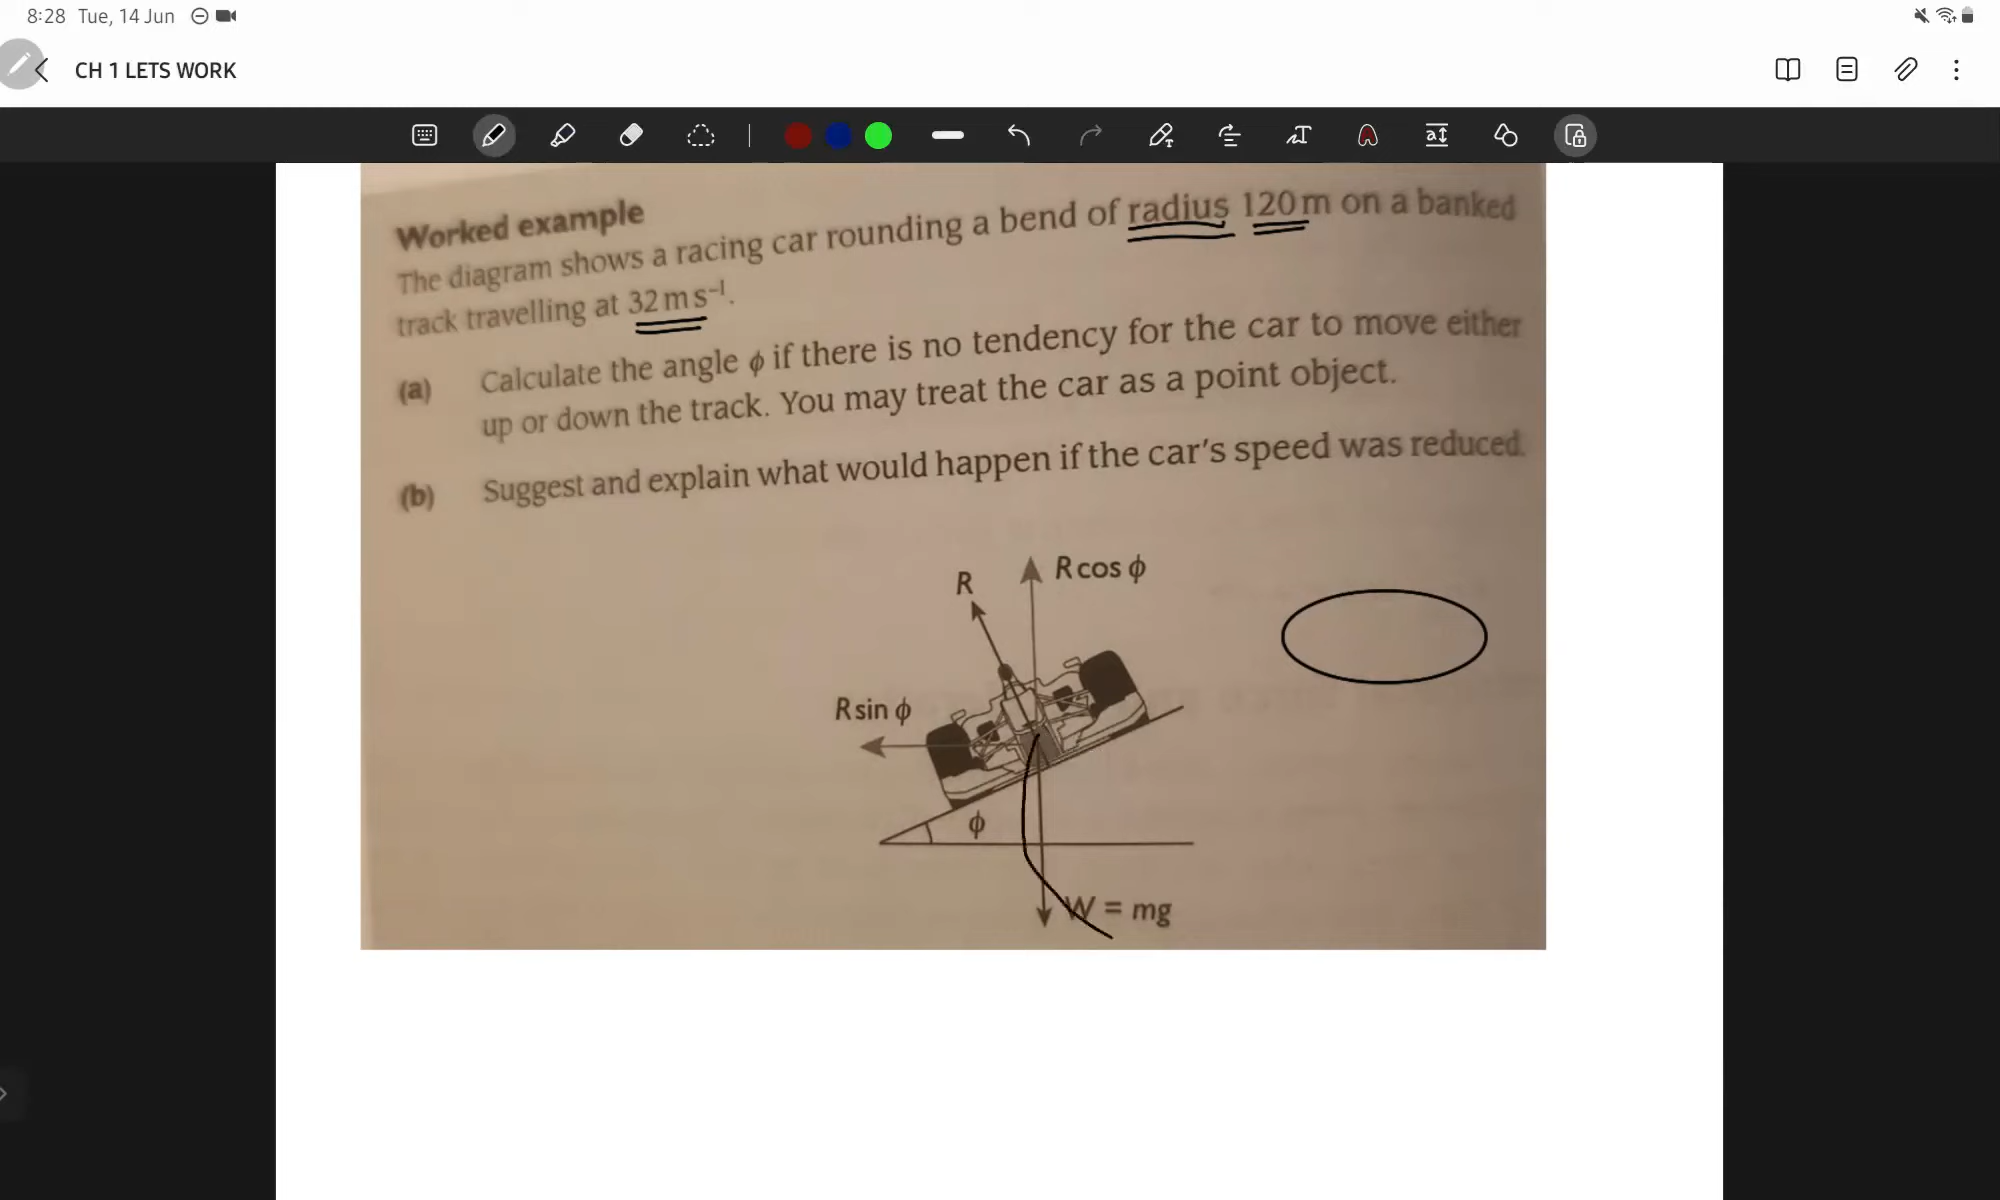 8:28 Tue, 14 Jun
CH 1 LETS WORK
Worked example
The diagram shows a racing car rounding a bend of radius 120 m on a banked
track travelling at 32 m s⁻¹.
(a) Calculate the angle ϕ if there is no tendency for the car to move either
up or down the track. You may treat the car as a point object.
(b) Suggest and explain what would happen if the car's speed was reduced.
R
R cos ϕ
R sin ϕ
ϕ
W = mg